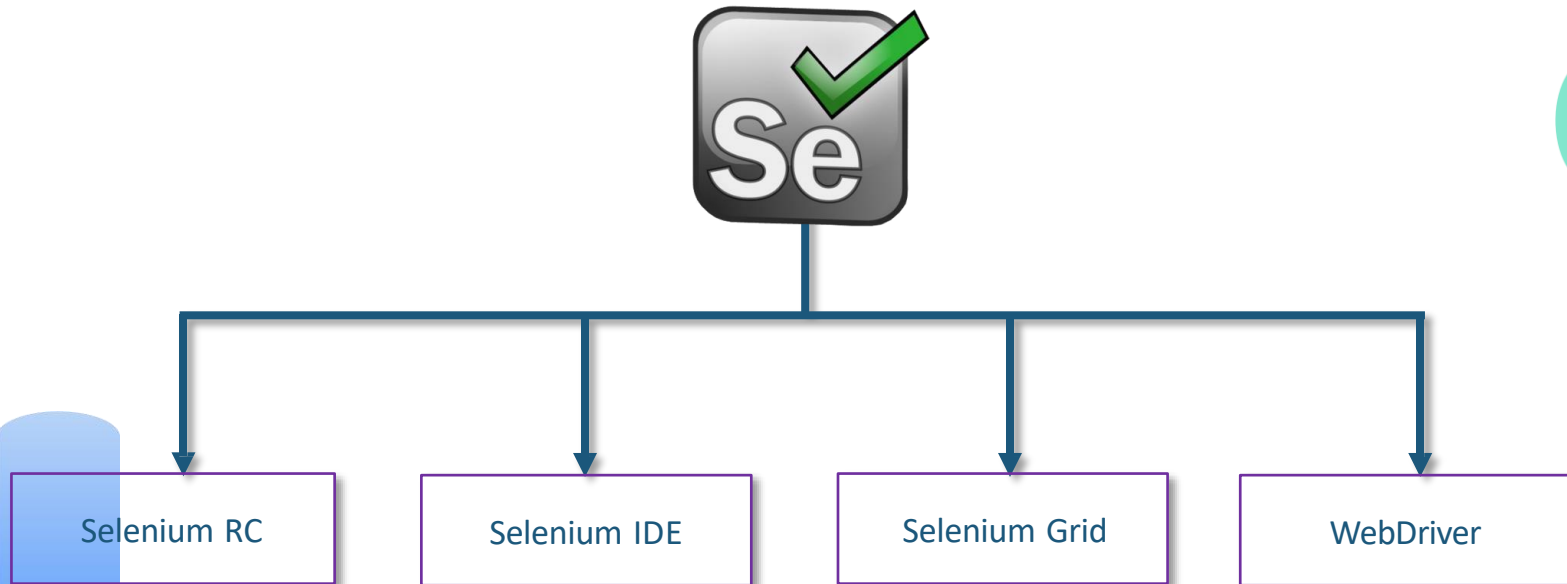 Se
Selenium RC
Selenium IDE
Selenium Grid
WebDriver